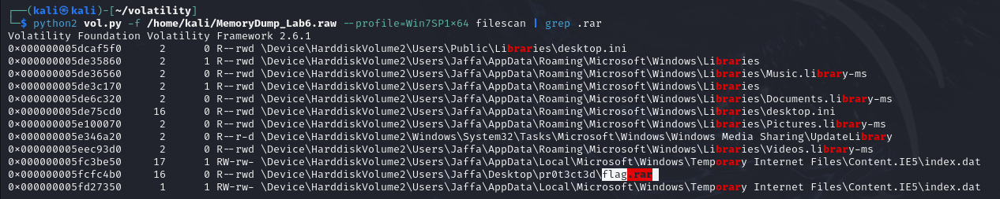 ┌──(kali㉿kali)-[~/volatility]
└─$ python2 vol.py -f /home/kali/MemoryDump_Lab6.raw --profile=Win7SP1×64 filescan | grep .rar
Volatility Foundation Volatility Framework 2.6.1
0×000000005dcaf5f0 2 0 R--rwd \Device\HarddiskVolume2\Users\Public\Libraries\desktop.ini
0×000000005de35860 2 1 R--rwd \Device\HarddiskVolume2\Users\Jaffa\AppData\Roaming\Microsoft\Windows\Libraries
0×000000005de36560 2 0 R--rwd \Device\HarddiskVolume2\Users\Jaffa\AppData\Roaming\Microsoft\Windows\Libraries\Music.library-ms
0×000000005de3c170 2 1 R--rwd \Device\HarddiskVolume2\Users\Jaffa\AppData\Roaming\Microsoft\Windows\Libraries
0×000000005de6c320 2 0 R--rwd \Device\HarddiskVolume2\Users\Jaffa\AppData\Roaming\Microsoft\Windows\Libraries\Documents.library-ms
0×000000005de75cd0 16 0 R--rwd \Device\HarddiskVolume2\Users\Jaffa\AppData\Roaming\Microsoft\Windows\Libraries\desktop.ini
0×000000005e100070 2 0 R--rwd \Device\HarddiskVolume2\Users\Jaffa\AppData\Roaming\Microsoft\Windows\Libraries\Pictures.library-ms
0×000000005e346a20 2 0 R--r-d \Device\HarddiskVolume2\Windows\System32\Tasks\Microsoft\Windows\Windows Media Sharing\UpdateLibrary
0×000000005eec93d0 2 0 R--rwd \Device\HarddiskVolume2\Users\Jaffa\AppData\Roaming\Microsoft\Windows\Libraries\Videos.library-ms
0×000000005fc3be50 17 1 RW-rw- \Device\HarddiskVolume2\Users\Jaffa\AppData\Local\Microsoft\Windows\Temporary Internet Files\Content.IE5\index.dat
0×000000005fcfc4b0 16 0 R--rwd \Device\HarddiskVolume2\Users\Jaffa\Desktop\pr0t3ct3d\flag.rar
0×000000005fd27350 1 1 RW-rw- \Device\HarddiskVolume2\Users\Jaffa\AppData\Local\Microsoft\Windows\Temporary Internet Files\Content.IE5\index.dat